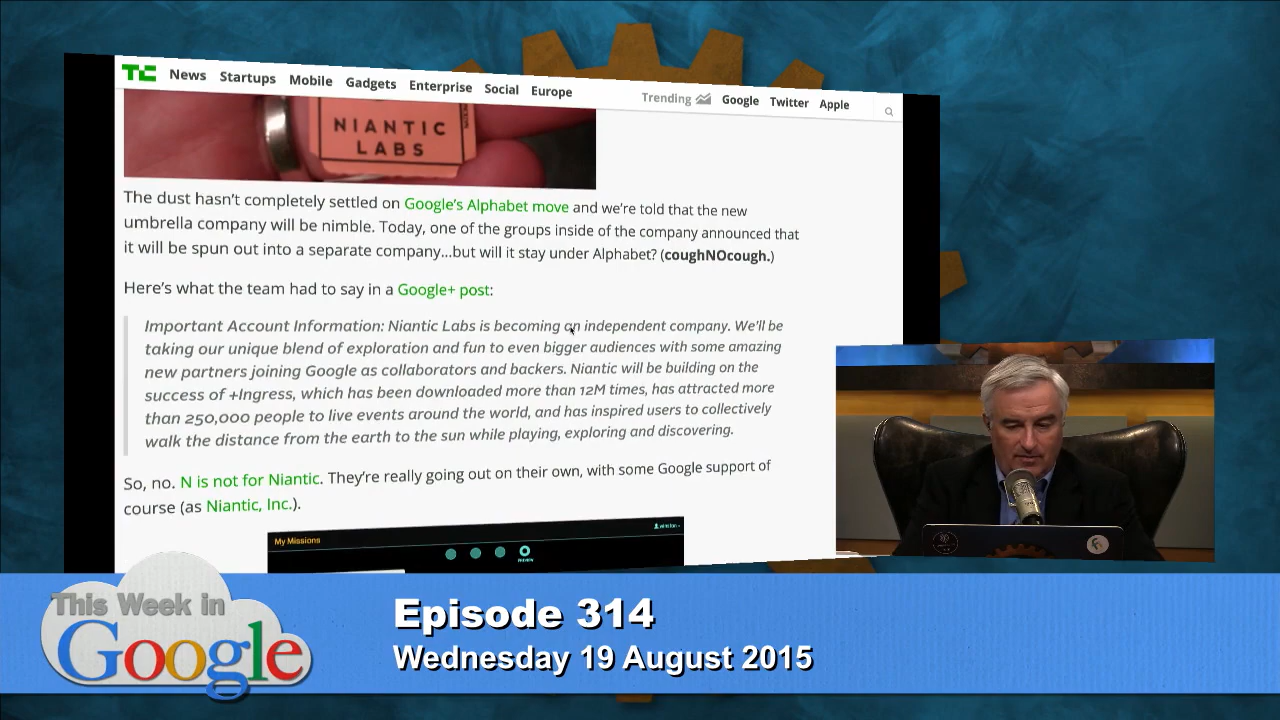 TC News Startups Mobile Gadgets Enterprise Social Europe Trending Google Twitter Apple
NIANTIC
LABS
The dust hasn't completely settled on Google's Alphabet move and we're told that the new
umbrella company will be nimble. Today, one of the groups inside of the company announced that
it will be spun out into a separate company...but will it stay under Alphabet? (coughNOcough.)
Here's what the team had to say in a Google+ post:
Important Account Information: Niantic Labs is becoming an independent company. We'll be
taking our unique blend of exploration and fun to even bigger audiences with some amazing
new partners joining Google as collaborators and backers. Niantic will be building on the
success of +Ingress, which has been downloaded more than 12M times, has attracted more
than 250,000 people to live events around the world, and has inspired users to collectively
walk the distance from the earth to the sun while playing, exploring and discovering.
So, no. N is not for Niantic. They're really going out on their own, with some Google support of
course (as Niantic, Inc.).
My Missions
PREVIEW
This Week in
Google
Episode 314
Wednesday 19 August 2015